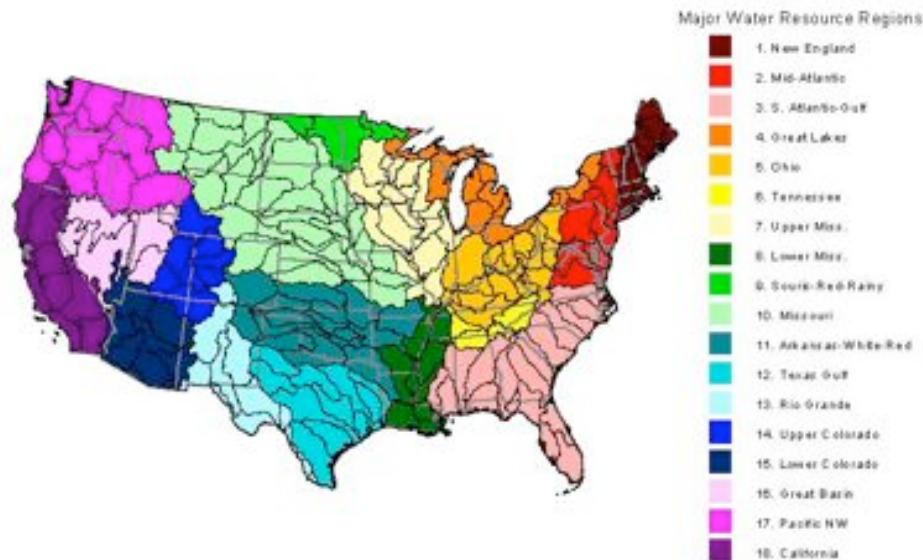 Major Water Resource Regions
1. New England
2. Mid-Atlantic
3. S. Atlantic-Gulf
4. Great Lakes
5. Ohio
6. Tennessee
7. Upper Miss.
8. Lower Miss.
9. Souris-Red-Rainy
10. Missouri
11. Arkansas-White-Red
12. Texas Gulf
13. Rio Grande
14. Upper Colorado
15. Lower Colorado
16. Great Basin
17. Pacific NW
18. California